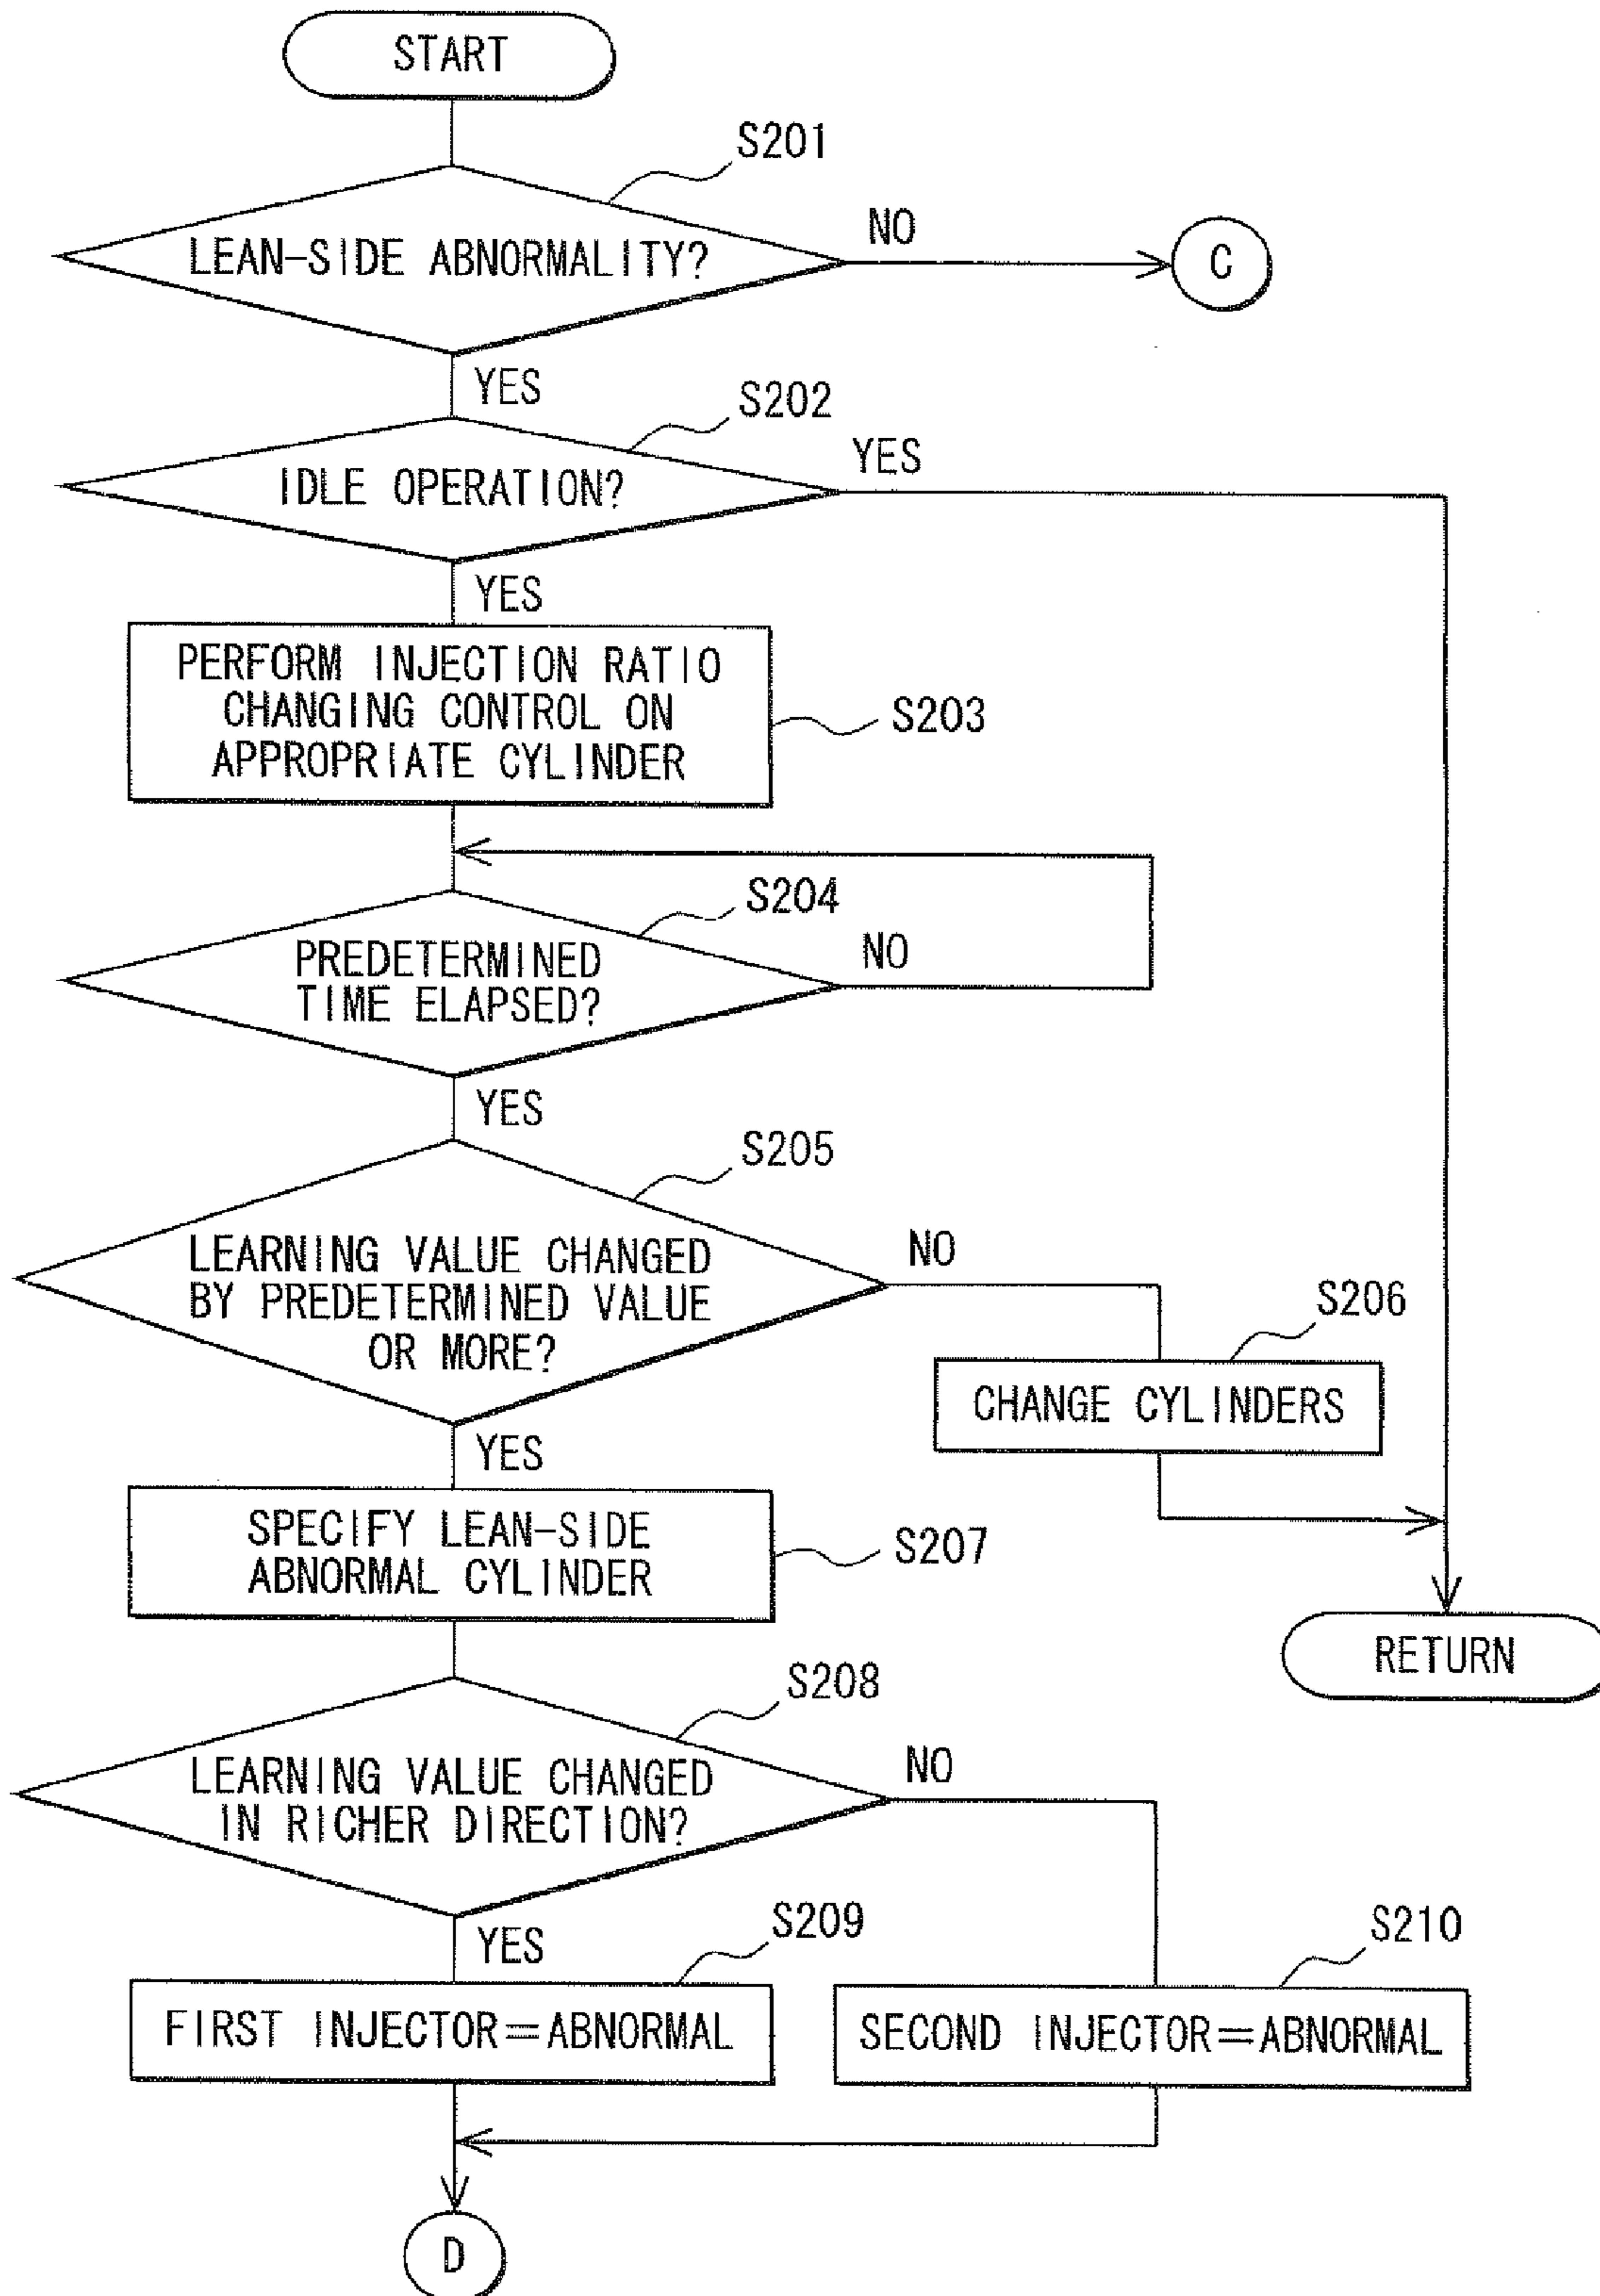 START
S201
LEAN-SIDE ABNORMALITY?
NO
C
YES
S202
IDLE OPERATION?
YES
YES
PERFORM INJECTION RATIO
CHANGING CONTROL ON
APPROPRIATE CYLINDER
S203
S204
PREDETERMINED
TIME ELAPSED?
NO
YES
S205
LEARNING VALUE CHANGED
BY PREDETERMINED VALUE
OR MORE?
NO
S206
CHANGE CYLINDERS
YES
SPECIFY LEAN-SIDE
ABNORMAL CYLINDER
S207
RETURN
S208
LEARNING VALUE CHANGED
IN RICHER DIRECTION?
NO
YES
S209
FIRST INJECTOR=ABNORMAL
S210
SECOND INJECTOR=ABNORMAL
D